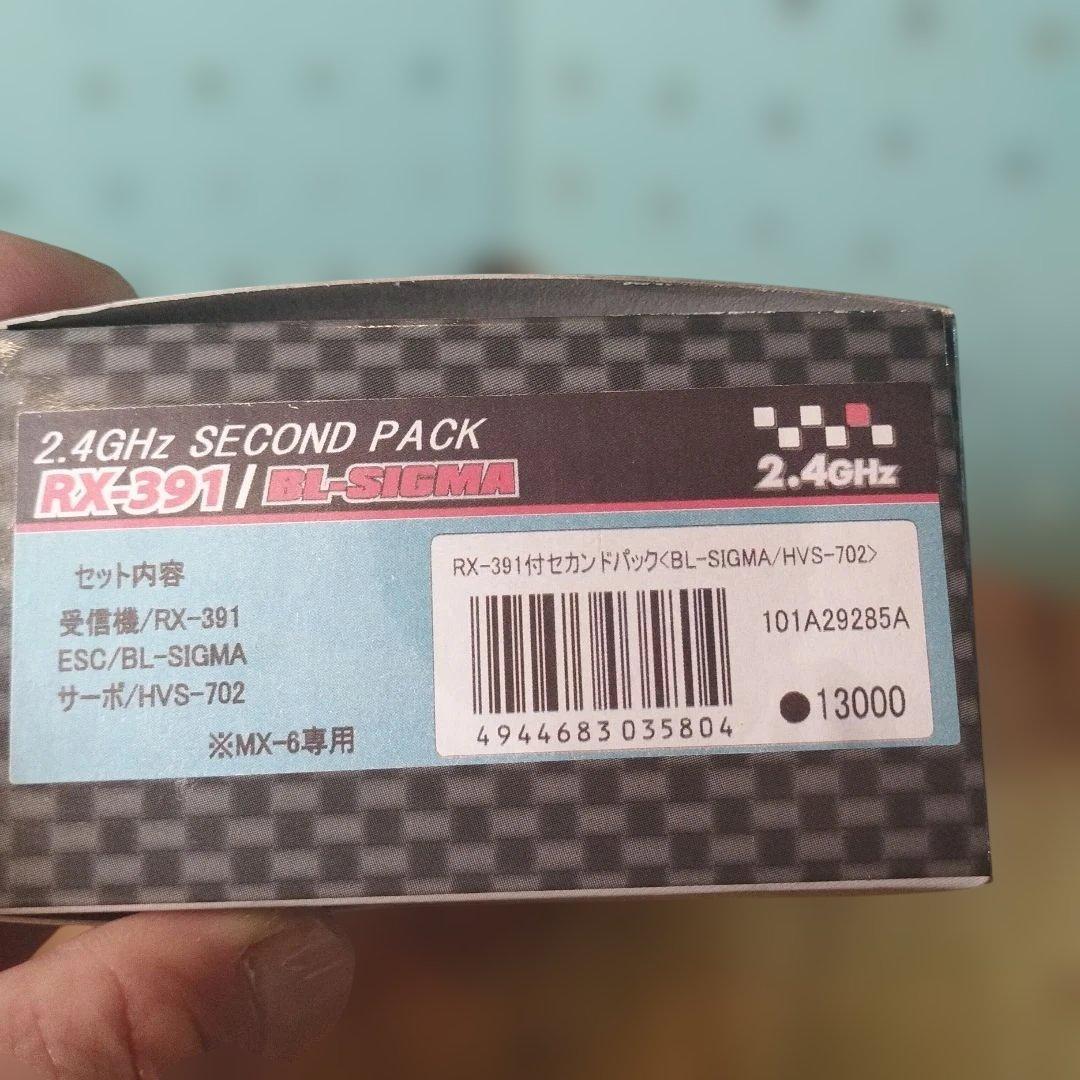 2.4GHz SECOND PACK
RX-391/BL-SIGMA
2.4GHz
セット内容
受信機/RX-391
ESC/BL-SIGMA
サーボ/HVS-702
※MX-6専用
RX-391付セカンドパック<BL-SIGMA/HVS-702>
101A29285A
4944683035804
●13000